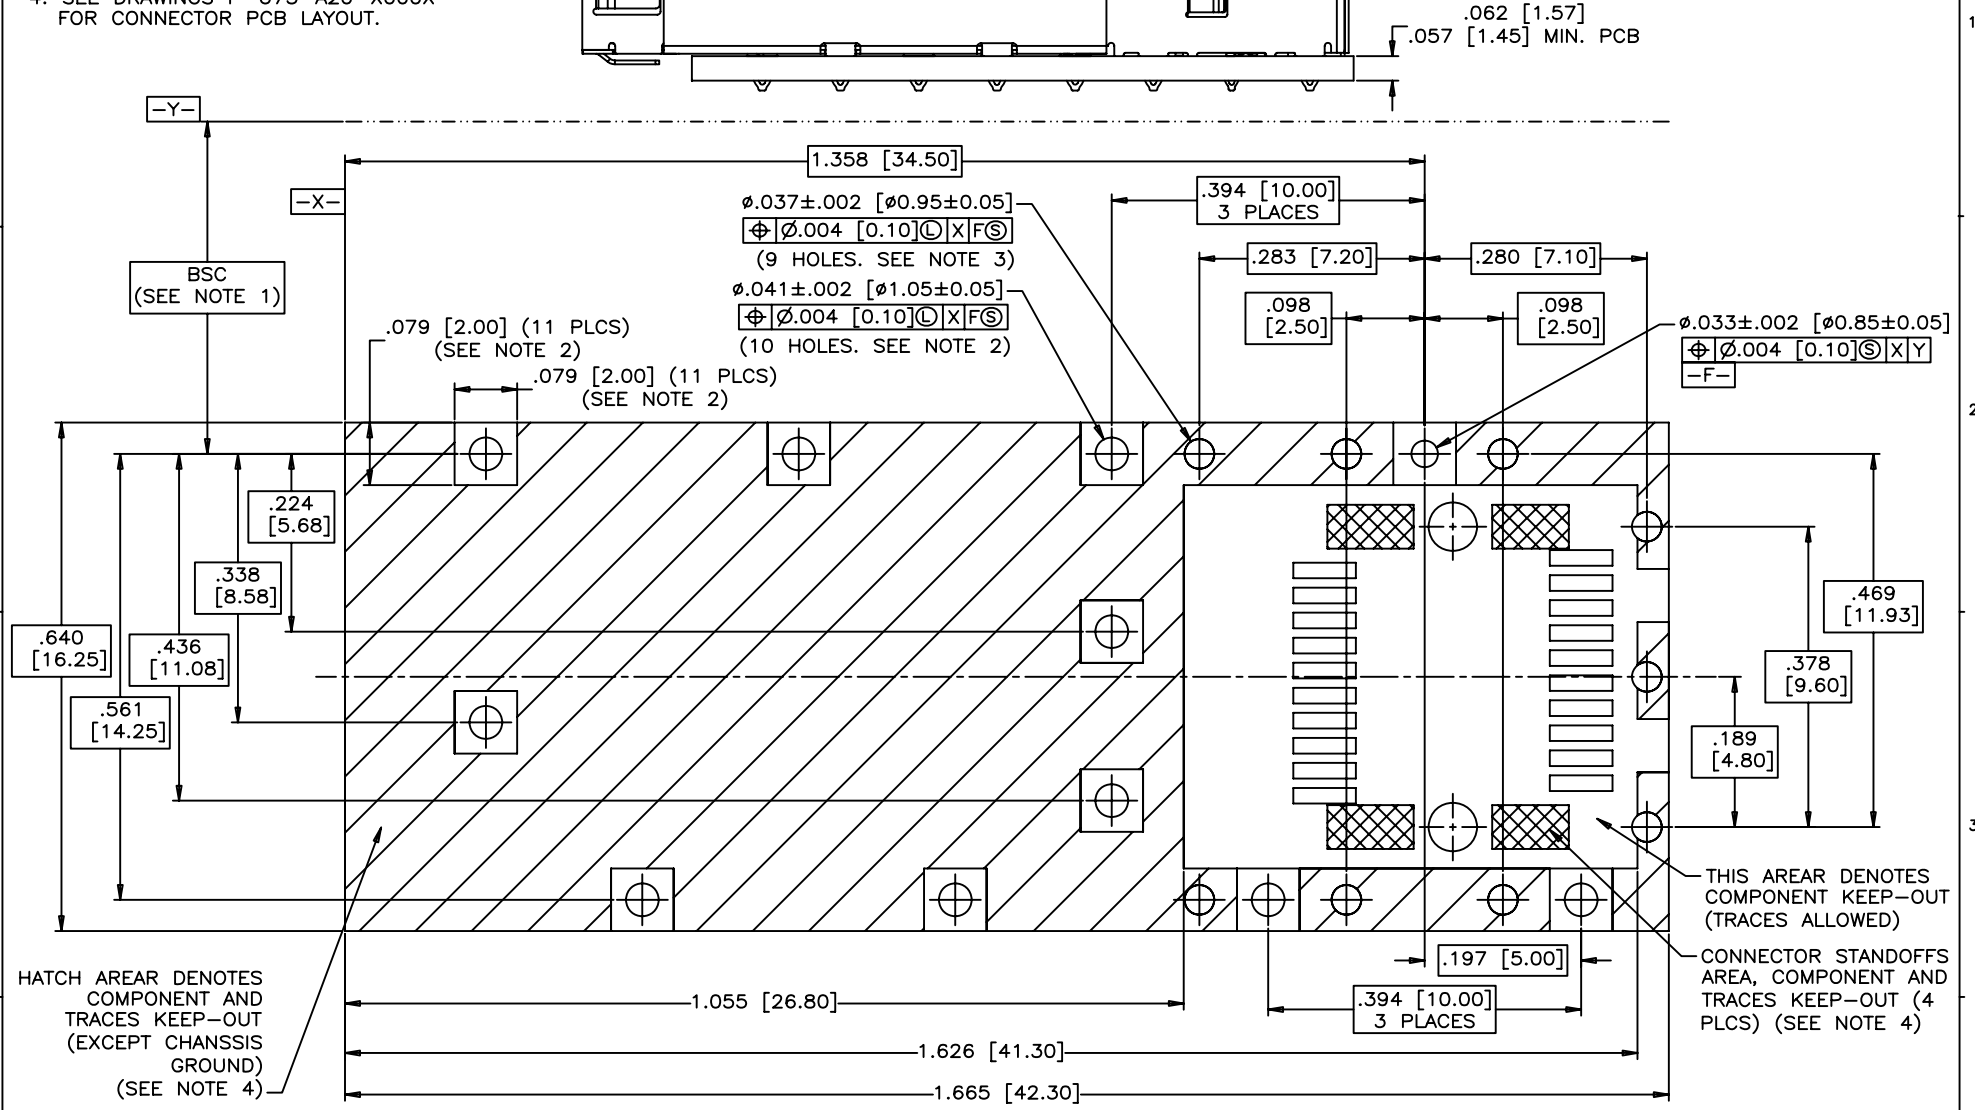 FOR CONNECTOR PCB LAYOUT.
.062 [1.57]
.057 [1.45] MIN. PCB
1
-Y-
1.358 [34.50]
-X-
.394 [10.00]
3 PLACES
ø.037±.002 [ø0.95±0.05]
⌖ Ø.004 [0.10]Ⓛ X FⓈ
(9 HOLES. SEE NOTE 3)
.283 [7.20]
.280 [7.10]
BSC
(SEE NOTE 1)
ø.041±.002 [ø1.05±0.05]
⌖ Ø.004 [0.10]Ⓛ X FⓈ
(10 HOLES. SEE NOTE 2)
.098
[2.50]
.098
[2.50]
ø.033±.002 [ø0.85±0.05]
⌖ Ø.004 [0.10]Ⓢ X Y
-F-
.079 [2.00] (11 PLCS)
(SEE NOTE 2)
.079 [2.00] (11 PLCS)
(SEE NOTE 2)
2
.224
[5.68]
.338
[8.58]
.469
[11.93]
.640
[16.25]
.436
[11.08]
.378
[9.60]
.561
[14.25]
.189
[4.80]
3
THIS AREAR DENOTES
COMPONENT KEEP-OUT
(TRACES ALLOWED)
CONNECTOR STANDOFFS
AREA, COMPONENT AND
TRACES KEEP-OUT (4
PLCS) (SEE NOTE 4)
HATCH AREAR DENOTES
COMPONENT AND
TRACES KEEP-OUT
(EXCEPT CHANSSIS
GROUND)
(SEE NOTE 4)
.197 [5.00]
1.055 [26.80]
.394 [10.00]
3 PLACES
1.626 [41.30]
1.665 [42.30]